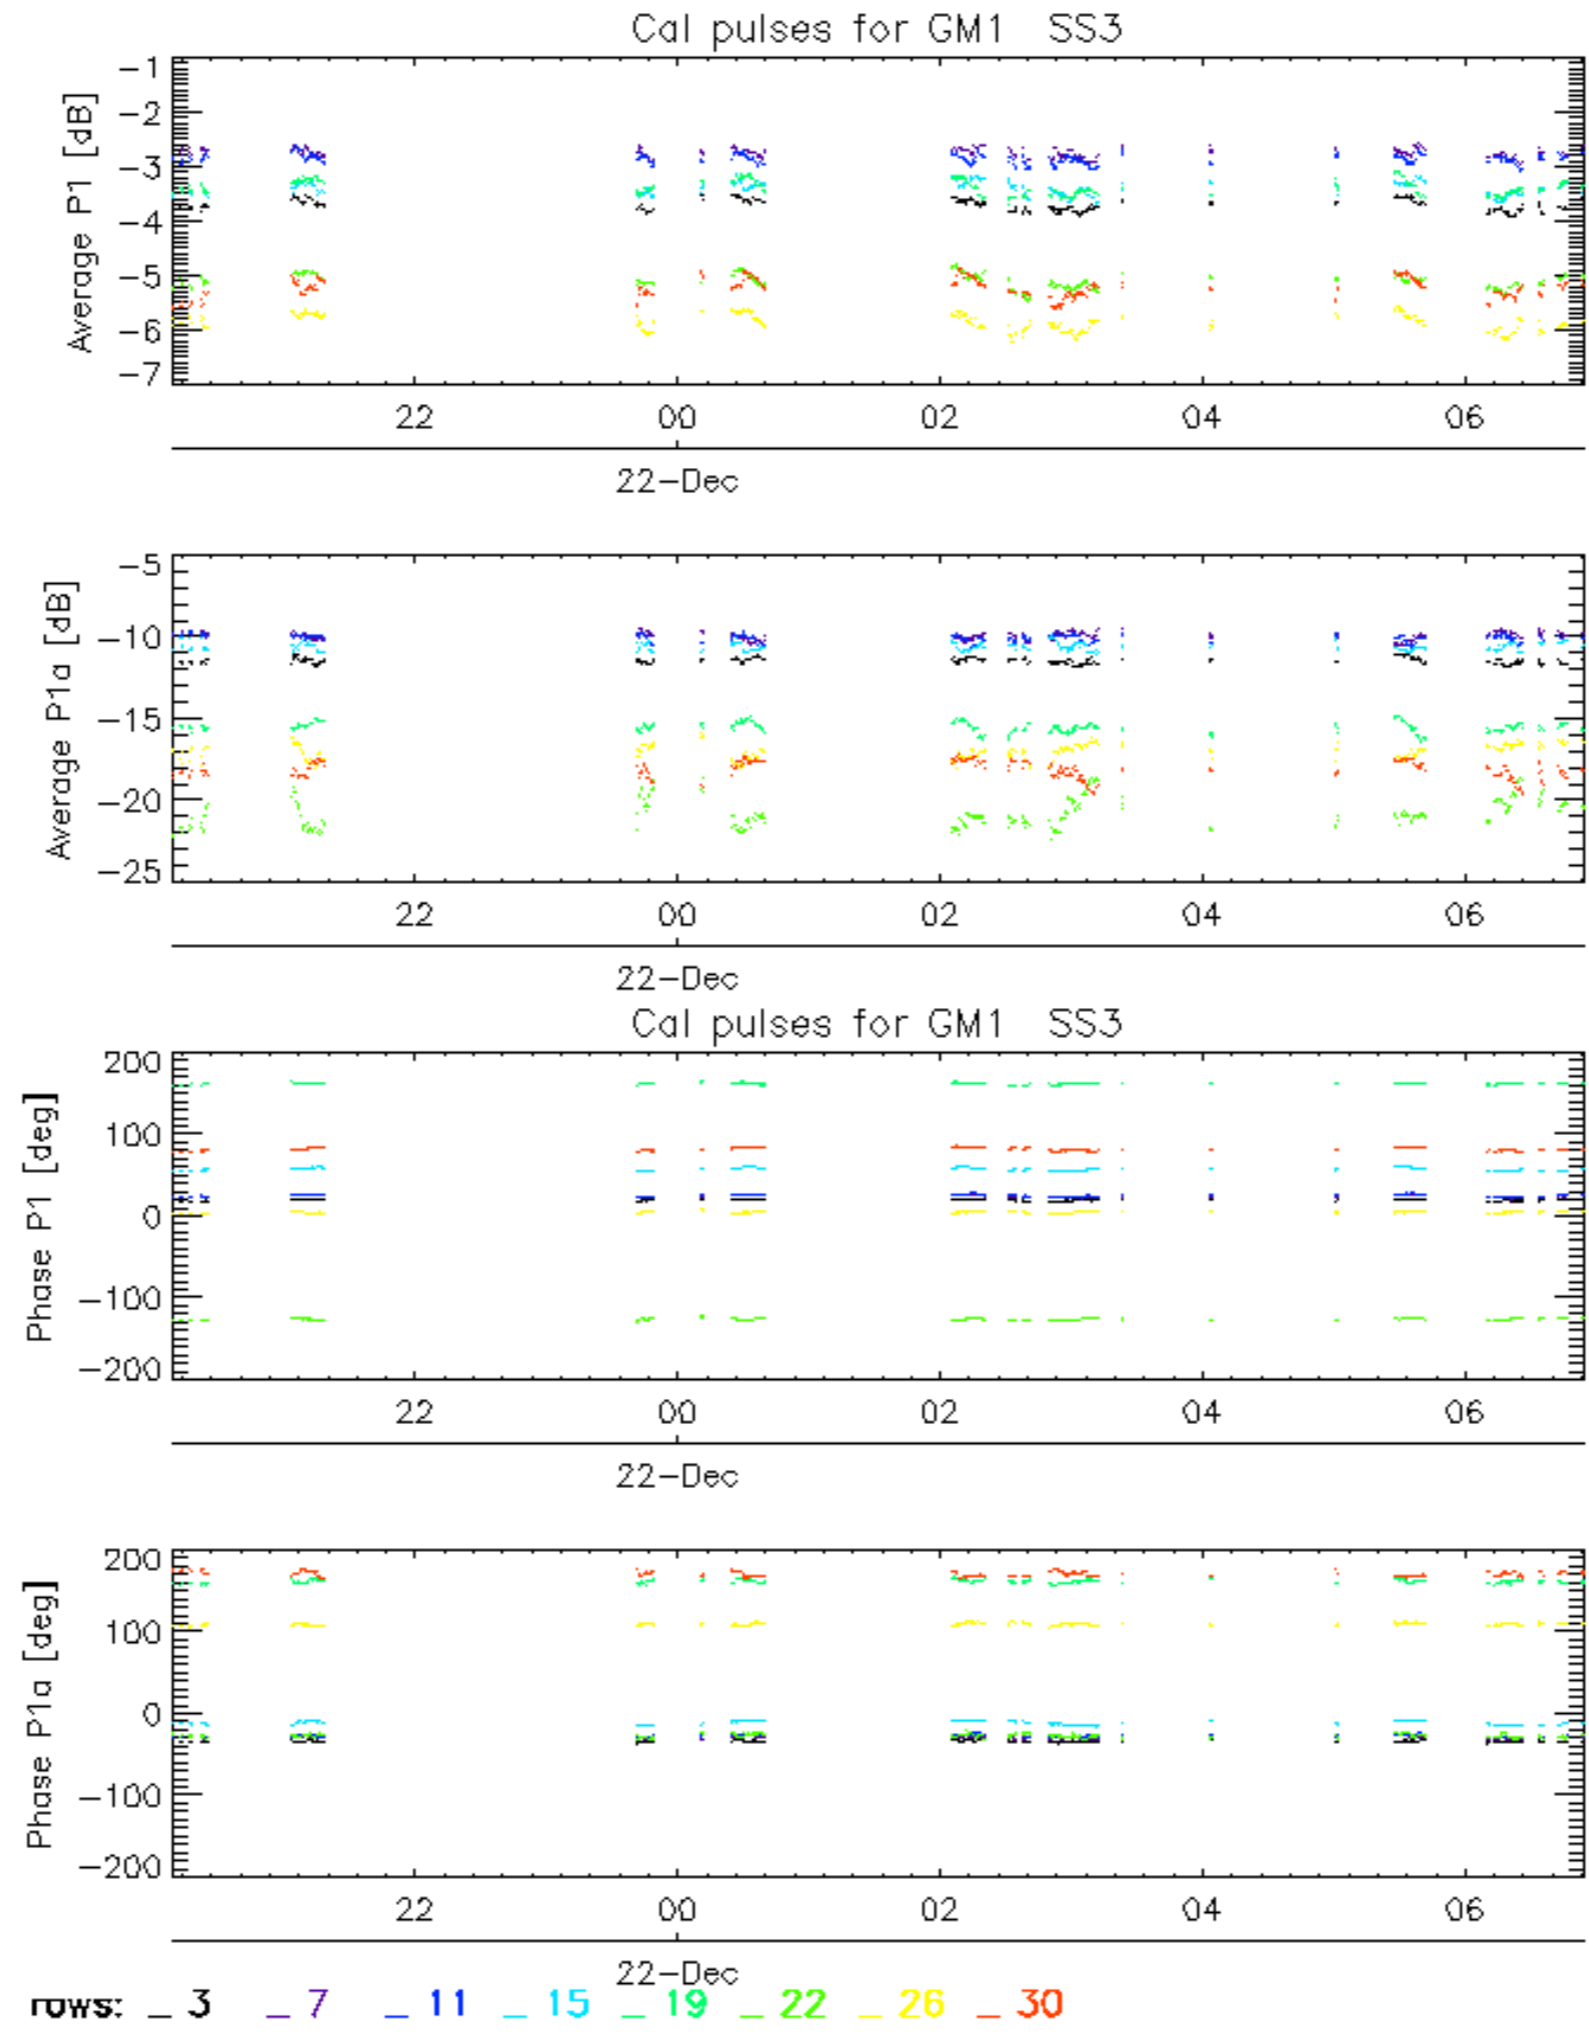 Cal pulses for GM1 SS3
Average P1 [dB]
-1
-2
-3
-4
-5
-6
-7
22 00 02 04 06
22-Dec
Average P1a [dB]
-5
-10
-15
-20
-25
22 00 02 04 06
22-Dec
Cal pulses for GM1 SS3
Phase P1 [deg]
200
100
0
-100
-200
22 00 02 04 06
22-Dec
Phase P1a [deg]
200
100
0
-100
-200
22 00 02 04 06
22-Dec
rows: _ 3 _ 7 _ 11 _ 15 _ 19 _ 22 _ 26 _ 30